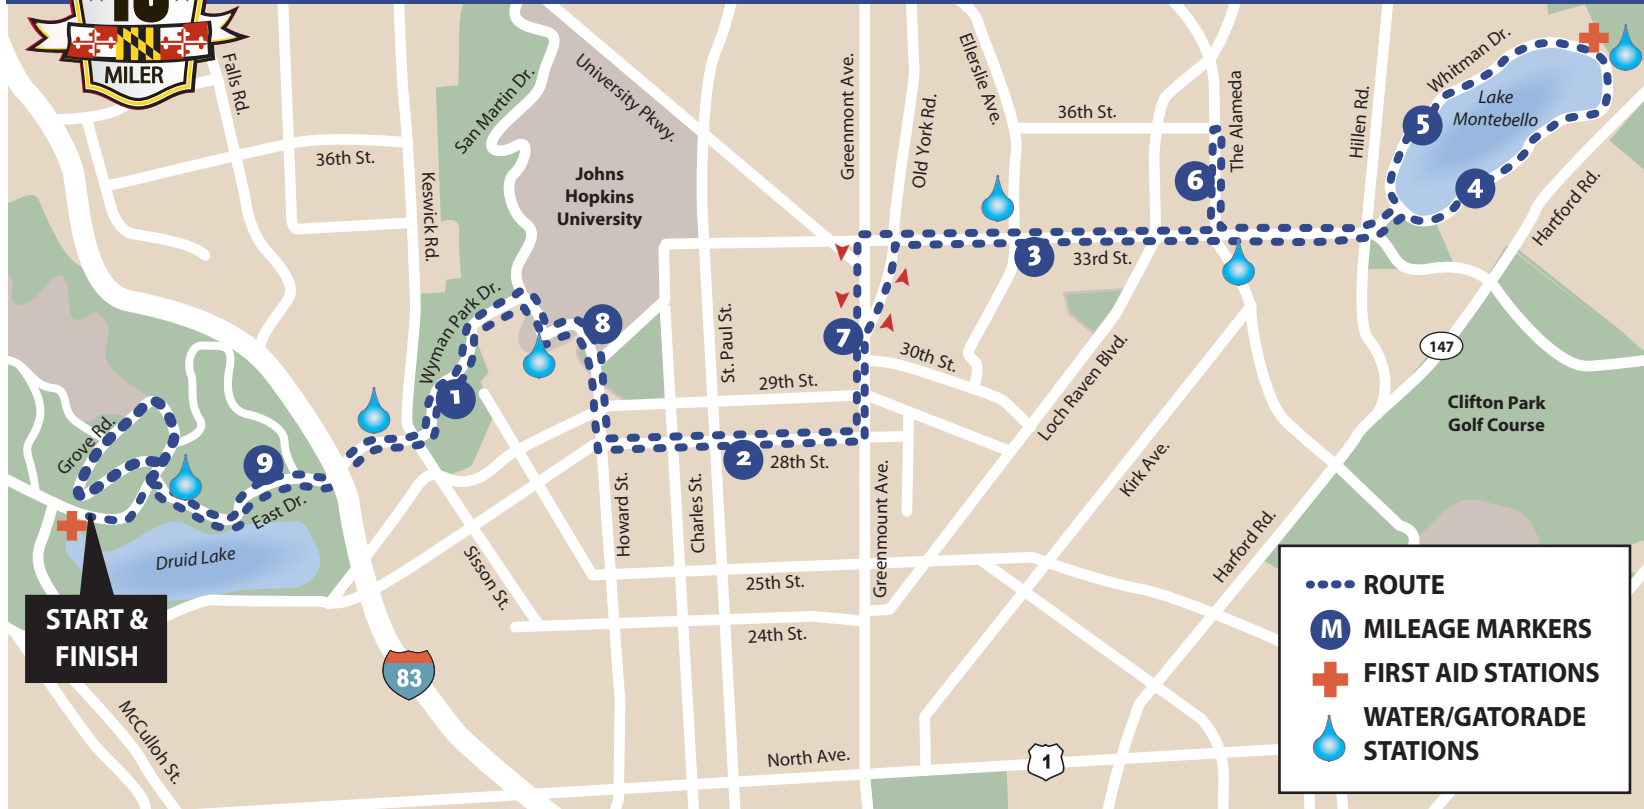 10
MILER
Falls Rd.
San Martin Dr.
University Pkwy.
Greenmont Ave.
Old York Rd.
Ellerslie Ave.
36th St.
The Alameda
Hillen Rd.
Whitman Dr.
Lake
Montebello
5
4
Hartford Rd.
36th St.
Keswick Rd.
Johns
Hopkins
University
6
3
33rd St.
Wyman Park Dr.
8
St. Paul St.
7
30th St.
147
29th St.
1
Loch Raven Blvd.
Clifton Park
Golf Course
Grove Rd.
9
2
28th St.
Kirk Ave.
East Dr.
Howard St.
Charles St.
Greenmount Ave.
Harford Rd.
Druid Lake
Sisson St.
25th St.
24th St.
START &
FINISH
83
McCulloh St.
North Ave.
1
ROUTE
M MILEAGE MARKERS
FIRST AID STATIONS
WATER/GATORADE
STATIONS